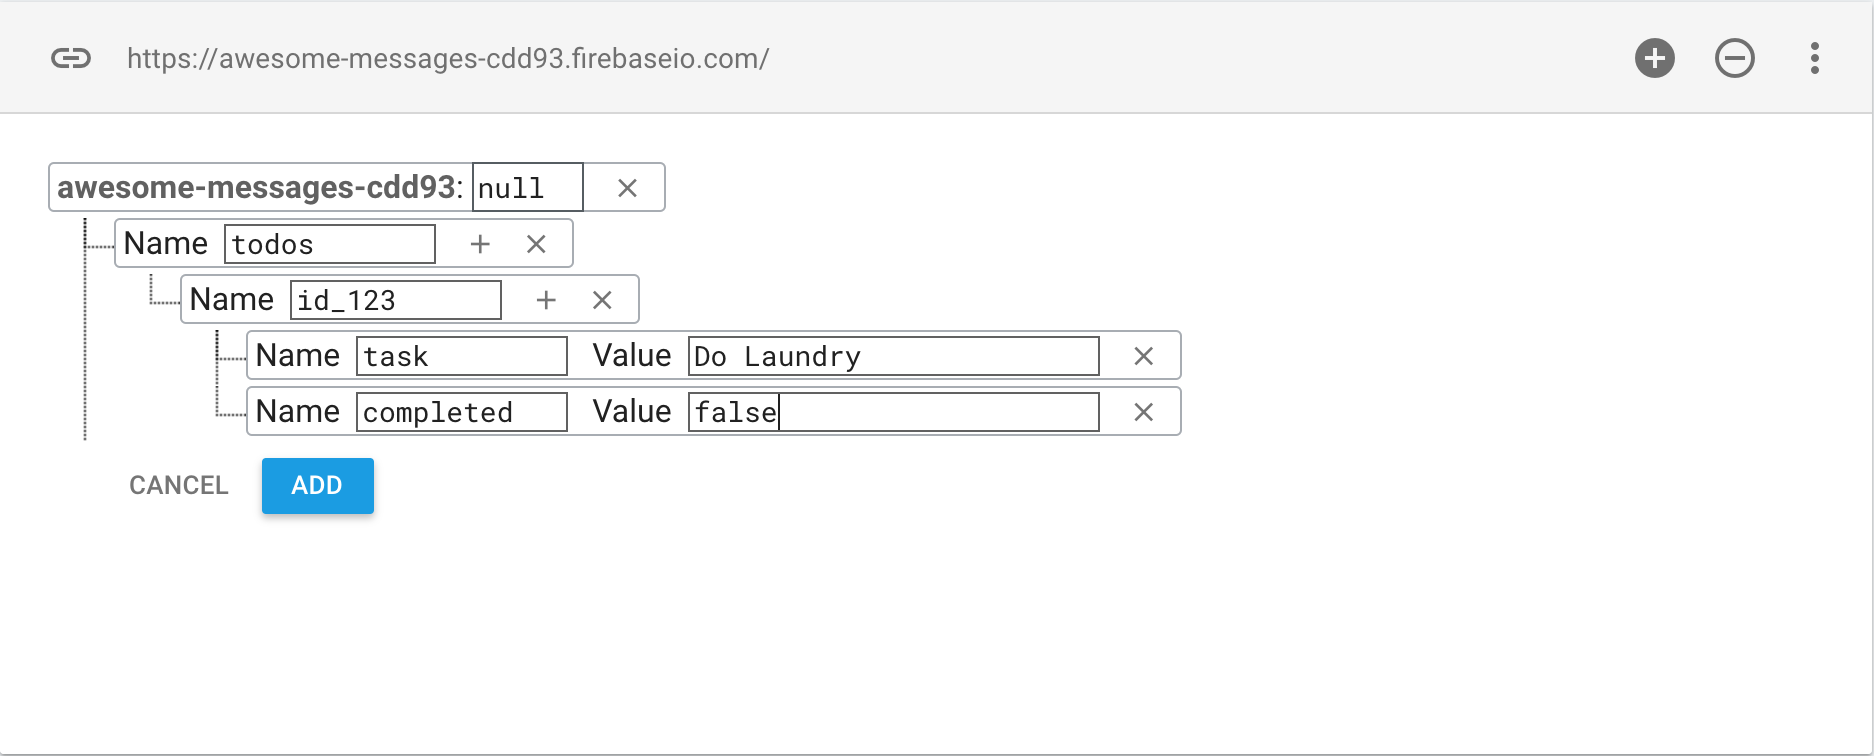 https://awesome-messages-cdd93.firebaseio.com/
awesome-messages-cdd93: null
Name todos
Name id_123
Name task Value Do Laundry
Name completed Value false
CANCEL ADD